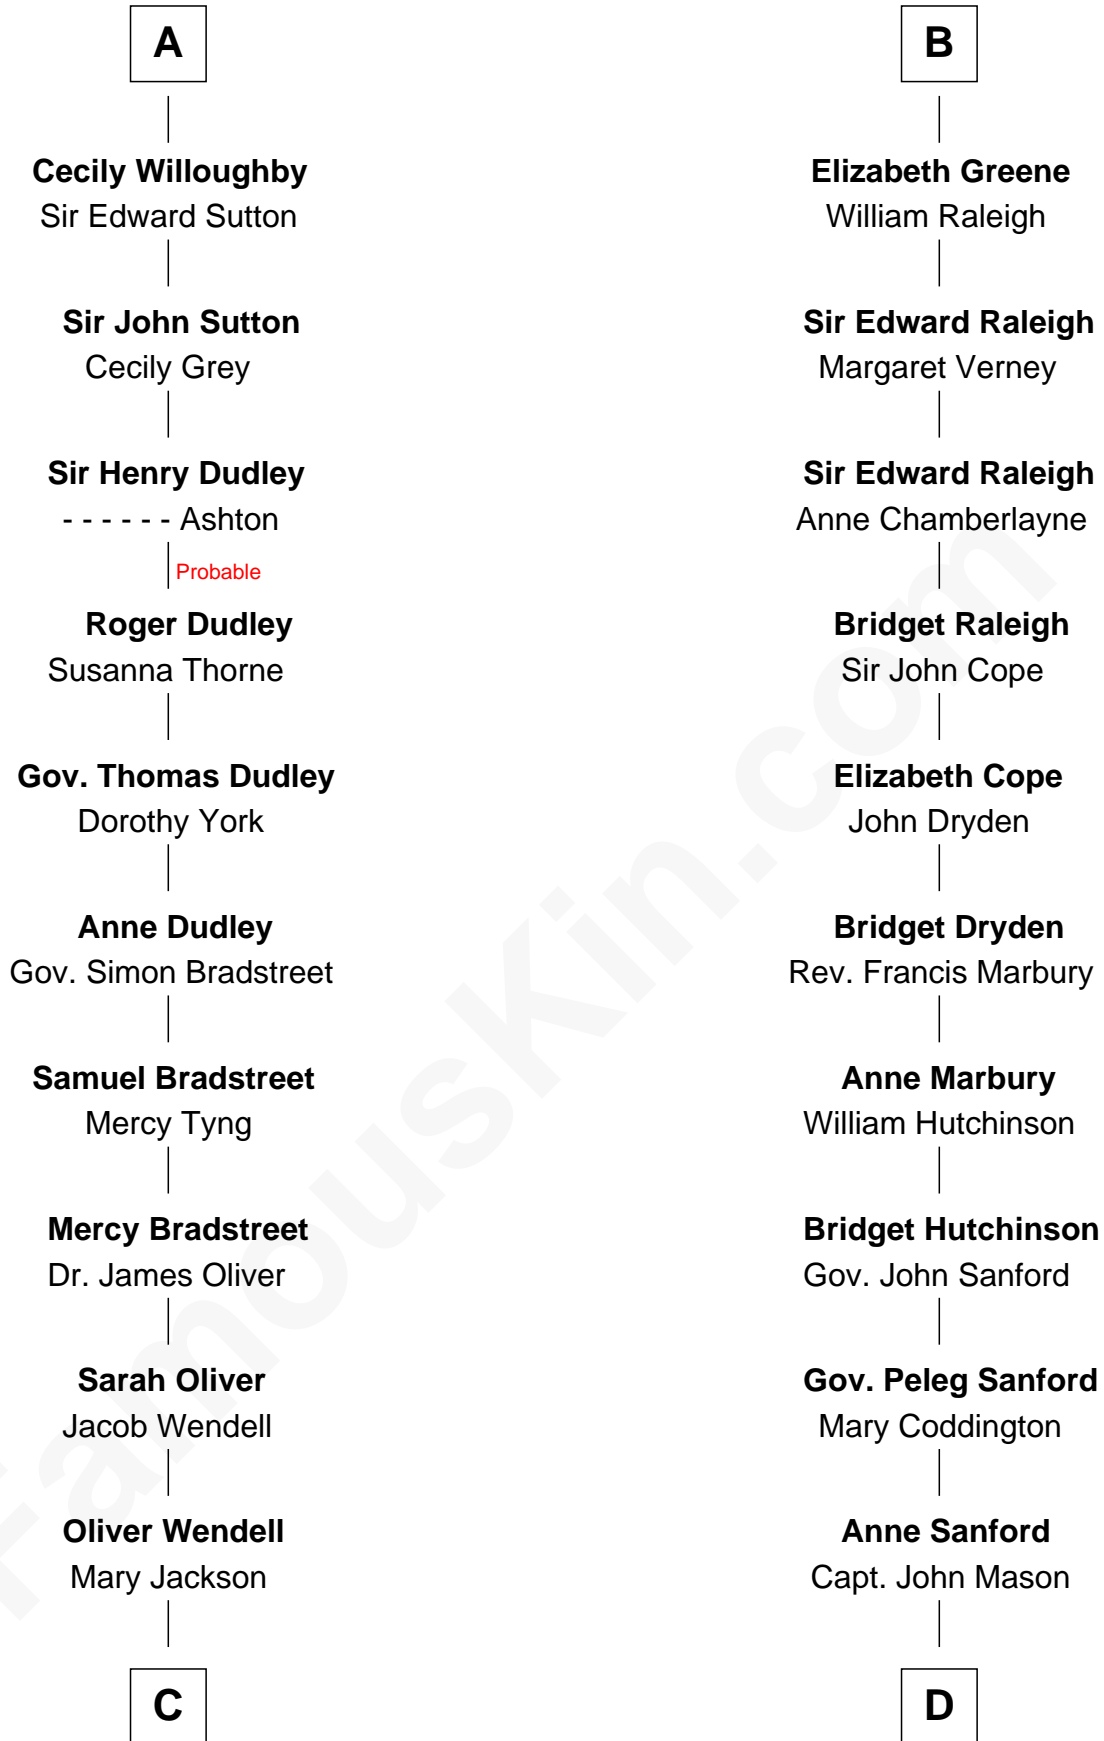 A
Cecily Willoughby
Sir Edward Sutton
Sir John Sutton
Cecily Grey
Sir Henry Dudley
- - - - - - Ashton
Probable
Roger Dudley
Susanna Thorne
Gov. Thomas Dudley
Dorothy York
Anne Dudley
Gov. Simon Bradstreet
Samuel Bradstreet
Mercy Tyng
Mercy Bradstreet
Dr. James Oliver
Sarah Oliver
Jacob Wendell
Oliver Wendell
Mary Jackson
C
B
Elizabeth Greene
William Raleigh
Sir Edward Raleigh
Margaret Verney
Sir Edward Raleigh
Anne Chamberlayne
Bridget Raleigh
Sir John Cope
Elizabeth Cope
John Dryden
Bridget Dryden
Rev. Francis Marbury
Anne Marbury
William Hutchinson
Bridget Hutchinson
Gov. John Sanford
Gov. Peleg Sanford
Mary Coddington
Anne Sanford
Capt. John Mason
D
FamousKin.com